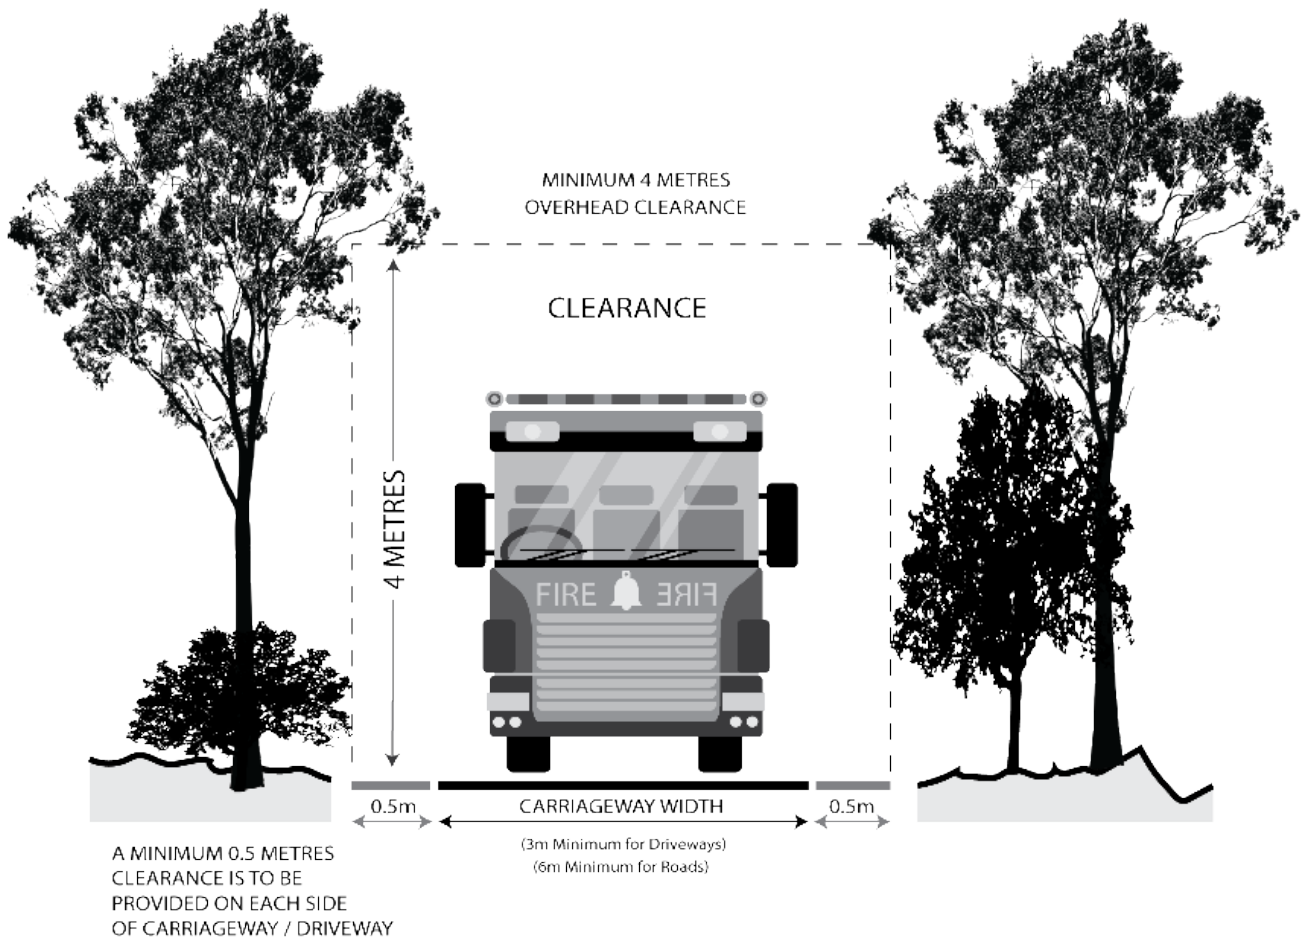 MINIMUM 4 METRES
OVERHEAD CLEARANCE
CLEARANCE
4 METRES
FIRE FIRE
0.5m
CARRIAGEWAY WIDTH
0.5m
(3m Minimum for Driveways)
(6m Minimum for Roads)
A MINIMUM 0.5 METRES
CLEARANCE IS TO BE
PROVIDED ON EACH SIDE
OF CARRIAGEWAY / DRIVEWAY